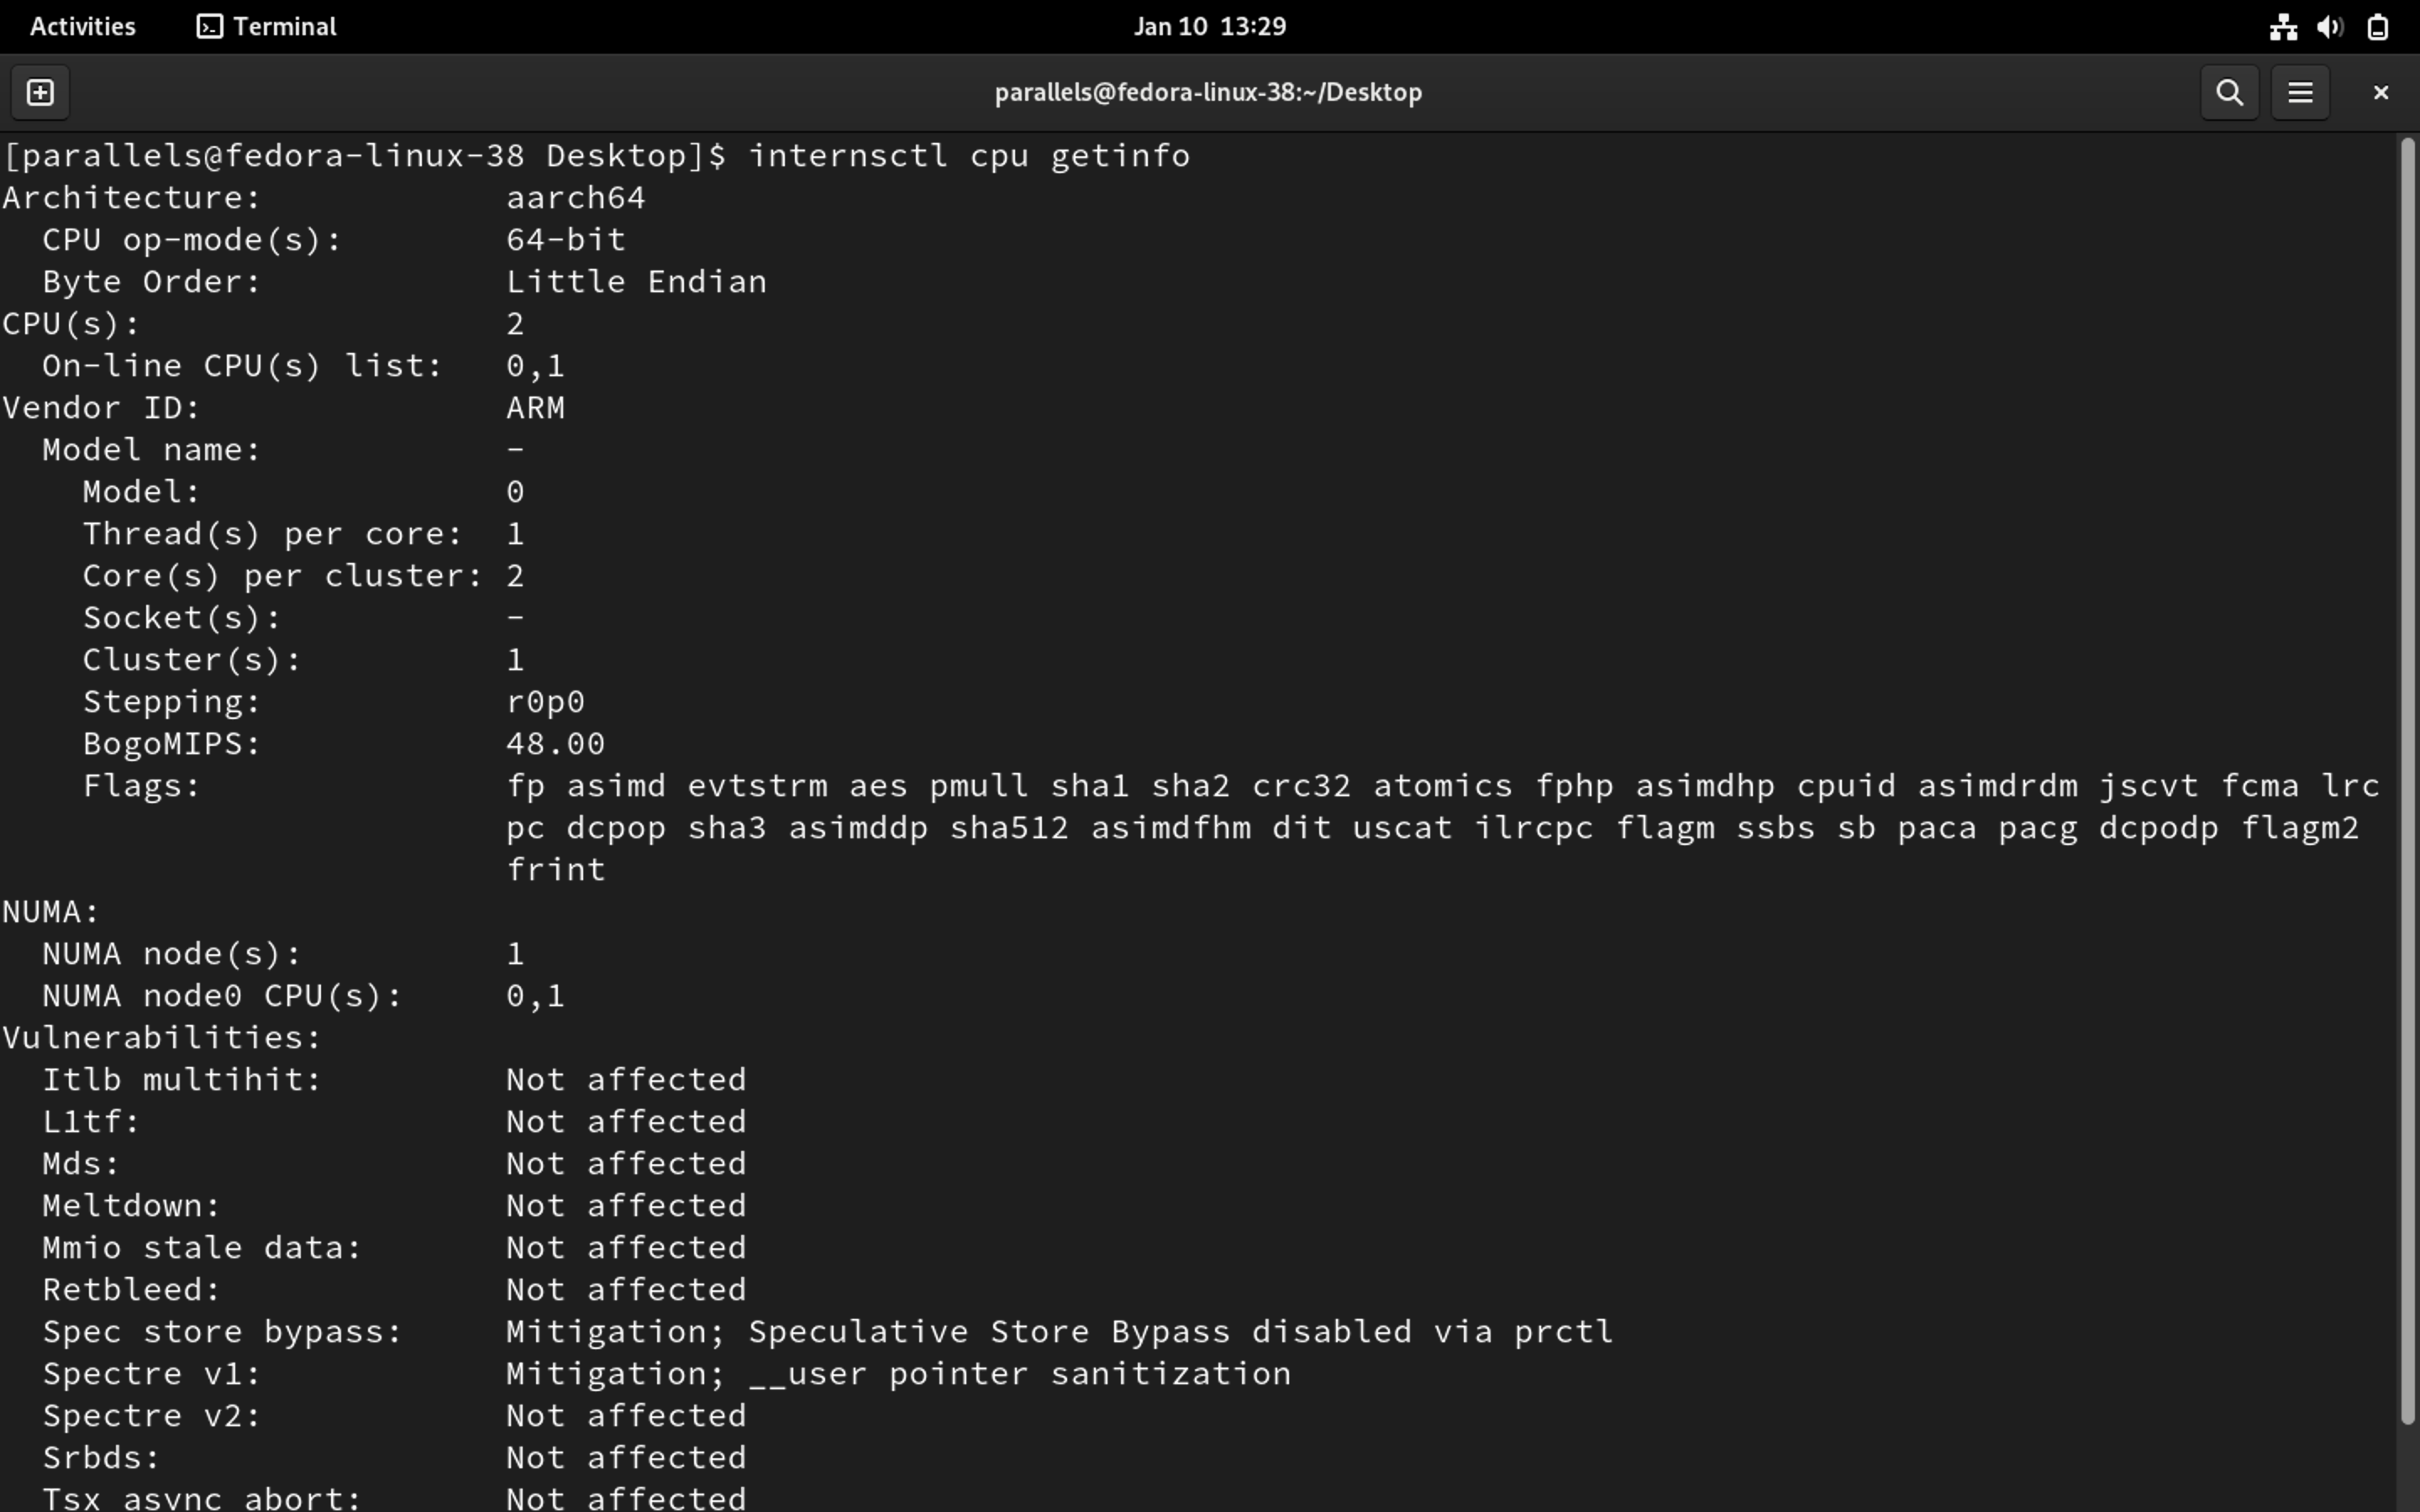 Activities Terminal Jan 10 13:29
parallels@fedora-linux-38:~/Desktop
[parallels@fedora-linux-38 Desktop]$ internsctl cpu getinfo
Architecture: aarch64
CPU op-mode(s): 64-bit
Byte Order: Little Endian
CPU(s): 2
On-line CPU(s) list: 0,1
Vendor ID: ARM
Model name: -
Model: 0
Thread(s) per core: 1
Core(s) per cluster: 2
Socket(s): -
Cluster(s): 1
Stepping: r0p0
BogoMIPS: 48.00
Flags: fp asimd evtstrm aes pmull sha1 sha2 crc32 atomics fphp asimdhp cpuid asimdrdm jscvt fcma lrc
pc dcpop sha3 asimddp sha512 asimdfhm dit uscat ilrcpc flagm ssbs sb paca pacg dcpodp flagm2
frint
NUMA:
NUMA node(s): 1
NUMA node0 CPU(s): 0,1
Vulnerabilities:
Itlb multihit: Not affected
L1tf: Not affected
Mds: Not affected
Meltdown: Not affected
Mmio stale data: Not affected
Retbleed: Not affected
Spec store bypass: Mitigation; Speculative Store Bypass disabled via prctl
Spectre v1: Mitigation; __user pointer sanitization
Spectre v2: Not affected
Srbds: Not affected
Tsx async abort: Not affected